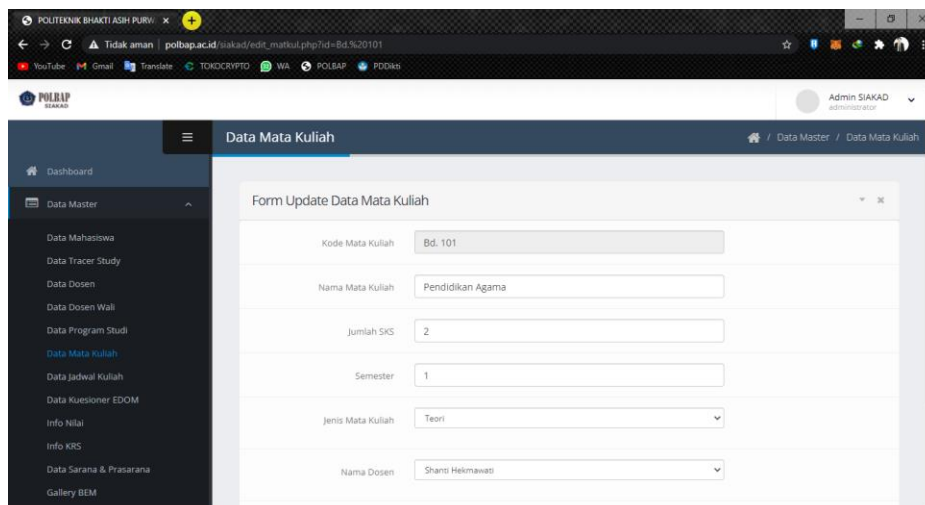 POLITEKNIK BHAKTI ASIH PURW
Tidak aman | polbap.ac.id/siakad/edit_matkul.php?id=Bd.%20101
YouTube Gmail Translate TOKOCRYPTO WA POLBAP PDDikti
POLBAP
SIAKAD
Admin SIAKAD
administrator
Data Mata Kuliah
/ Data Master / Data Mata Kuliah
Dashboard
Data Master
Data Mahasiswa
Data Tracer Study
Data Dosen
Data Dosen Wali
Data Program Studi
Data Mata Kuliah
Data Jadwal Kuliah
Data Kuesioner EDOM
Info Nilai
Info KRS
Data Sarana & Prasarana
Gallery BEM
Form Update Data Mata Kuliah
Kode Mata Kuliah Bd. 101
Nama Mata Kuliah Pendidikan Agama
Jumlah SKS 2
Semester 1
Jenis Mata Kuliah Teori
Nama Dosen Shanti Hekmawati